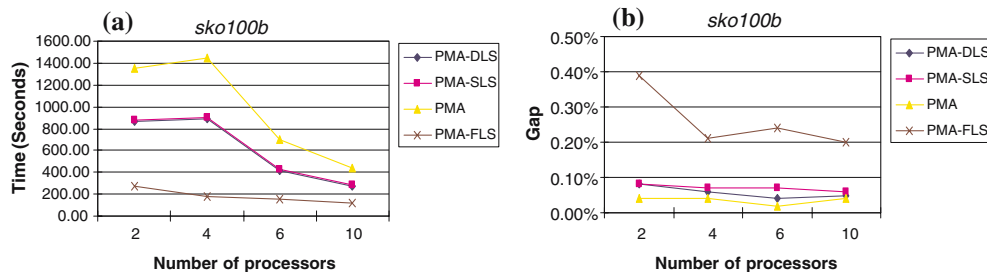 (a)
sko100b
1600.00
1400.00
1200.00
1000.00
800.00
600.00
400.00
200.00
0.00
Time (Seconds)
2 4 6 10
Number of processors
PMA-DLS
PMA-SLS
PMA
PMA-FLS
(b)
sko100b
0.50%
0.40%
0.30%
0.20%
0.10%
0.00%
Gap
2 4 6 10
Number of processors
PMA-DLS
PMA-SLS
PMA
PMA-FLS